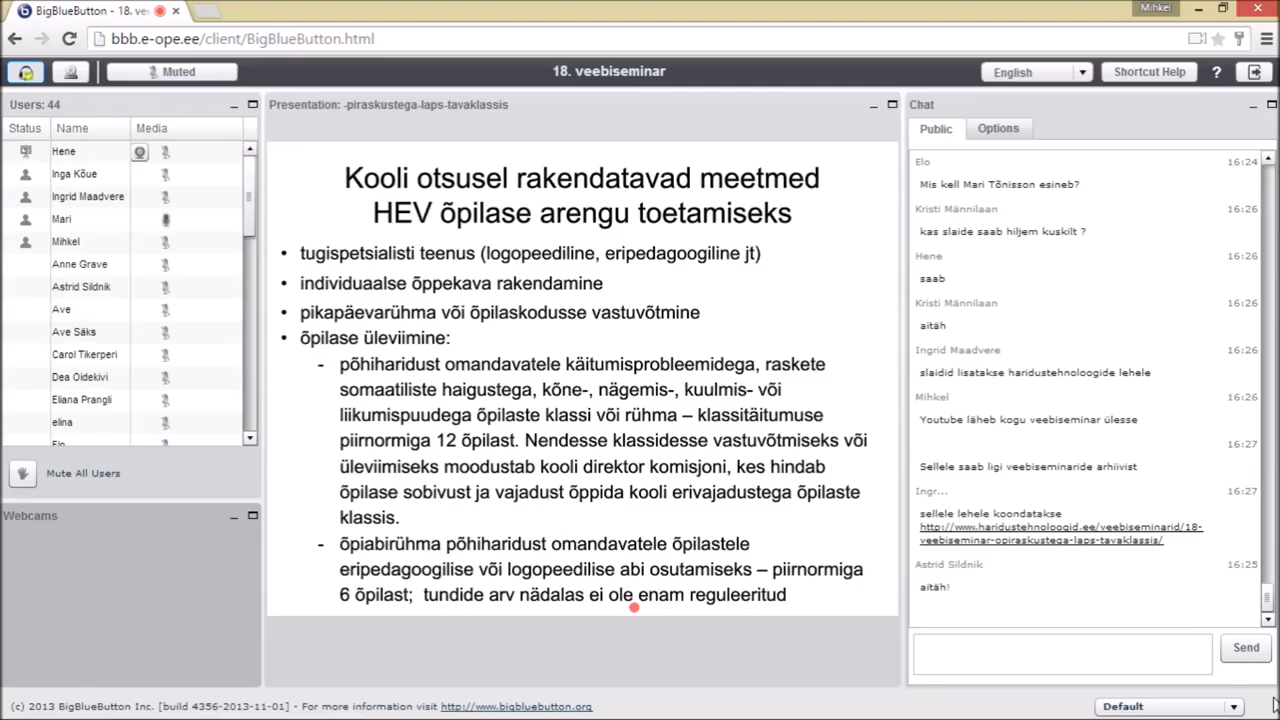 BigBlueButton - 18. ve
Mihkel
bbb.e-ope.ee/client/BigBlueButton.html
Muted
18. veebiseminar
English
Shortcut Help
?
Users: 44
Status Name Media
Hene
Inga Kõue
Ingrid Maadvere
Mari
Mihkel
Anne Grave
Astrid Sildnik
Ave
Ave Säks
Carol Tikerperi
Dea Oidekivi
Eliana Prangli
elina
Elo
Mute All Users
Webcams
Presentation: -piraskustega-laps-tavaklassis
Kooli otsusel rakendatavad meetmed
HEV õpilase arengu toetamiseks
• tugispetsialisti teenus (logopeediline, eripedagoogiline jt)
• individuaalse õppekava rakendamine
• pikapäevarühma või õpilaskodusse vastuvõtmine
• õpilase üleviimine:
- põhiharidust omandavatele käitumisprobleemidega, raskete
somaatiliste haigustega, kõne-, nägemis-, kuulmis- või
liikumispuudega õpilaste klassi või rühma – klassitäitumuse
piirnormiga 12 õpilast. Nendesse klassidesse vastuvõtmiseks või
üleviimiseks moodustab kooli direktor komisjoni, kes hindab
õpilase sobivust ja vajadust õppida kooli erivajadustega õpilaste
klassis.
- õpiabirühma põhiharidust omandavatele õpilastele
eripedagoogilise või logopeedilise abi osutamiseks – piirnormiga
6 õpilast; tundide arv nädalas ei ole enam reguleeritud
Chat
Public Options
Elo 16:24
Mis kell Mari Tõnisson esineb?
Kristi Männilaan 16:26
kas slaide saab hiljem kuskilt ?
Hene 16:26
saab
Kristi Männilaan 16:26
aitäh
Ingrid Maadvere 16:26
slaidid lisatakse haridustehnoloogide lehele
Mihkel 16:26
Youtube läheb kogu veebiseminar ülesse
16:27
Sellele saab ligi veebiseminaride arhiivist
Ingr... 16:27
sellele lehele koondatakse
http://www.haridustehnoloogid.ee/veebiseminarid/18-
veebiseminar-opiraskustega-laps-tavaklassis/
Astrid Sildnik 16:25
aitäh!
Send
(c) 2013 BigBlueButton Inc. [build 4356-2013-11-01] - For more information visit http://www.bigbluebutton.org
Default